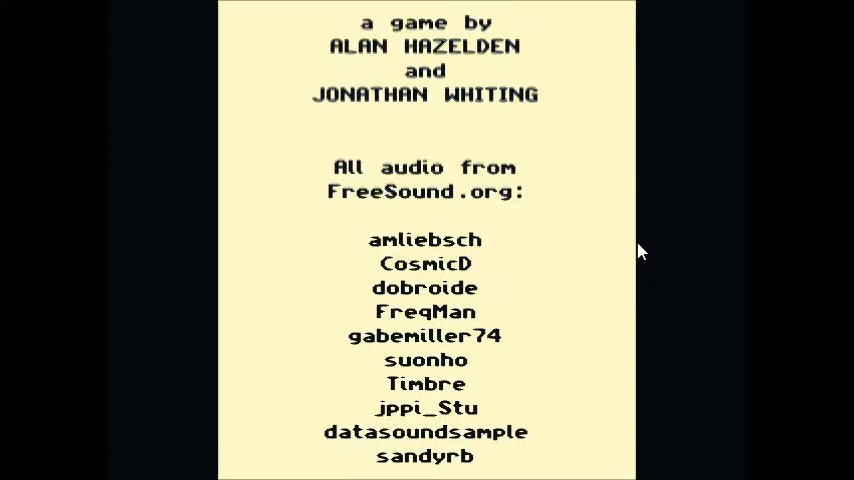 a game by
ALAN HAZELDEN
and
JONATHAN WHITING
All audio from
FreeSound.org:
amliebsch
CosmicD
dobroide
FreqMan
gabemiller74
suonho
Timbre
jppi_Stu
datasoundsample
sandyrb